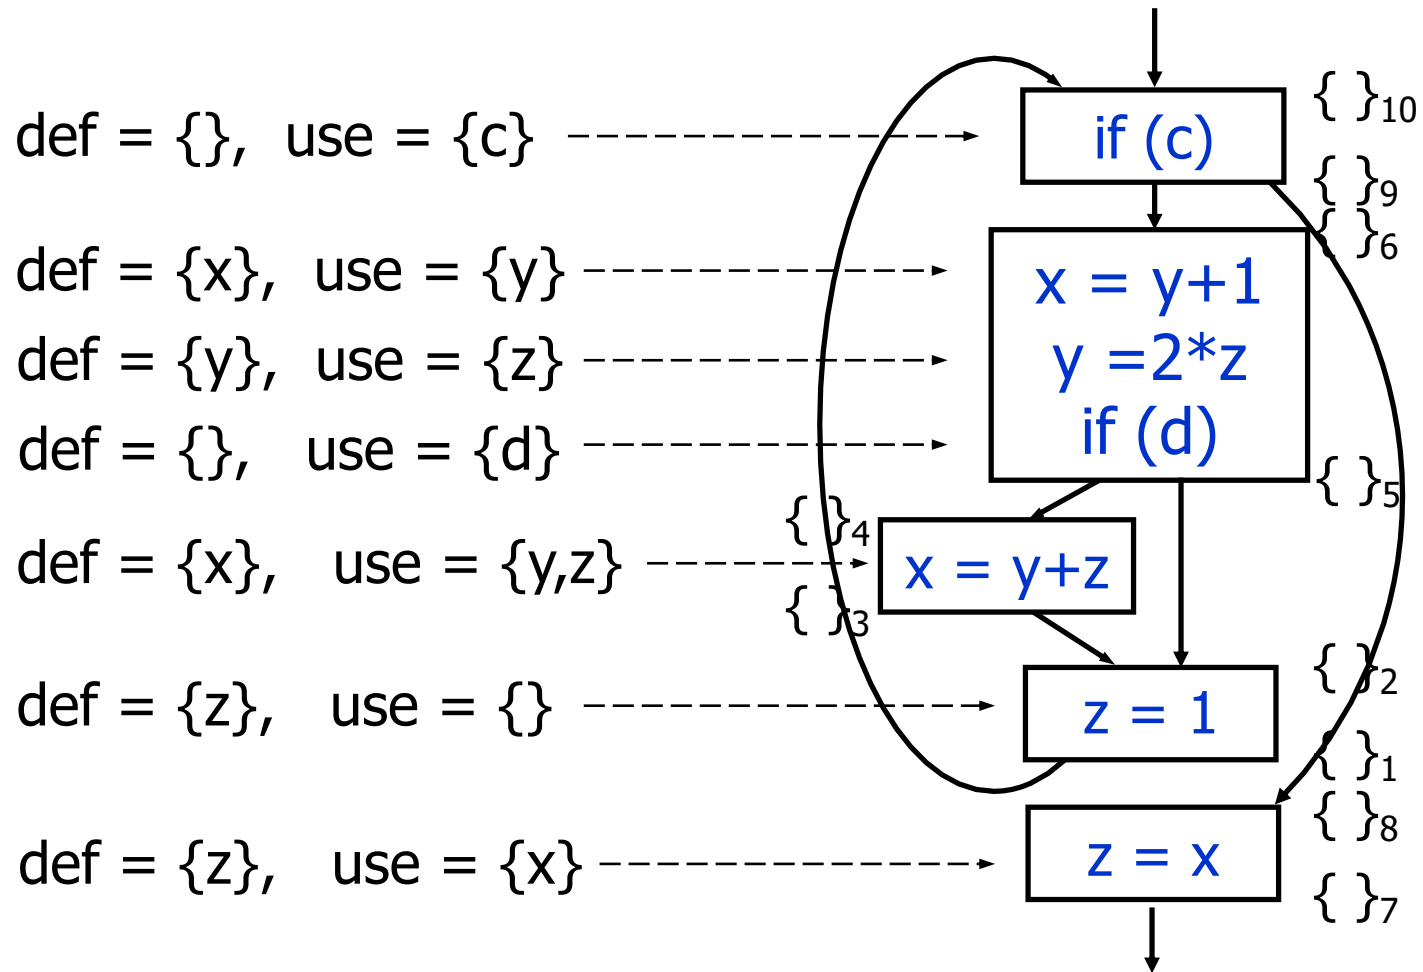 { }10
def = {}, use = {c}
if (c)
{ }9
{ }6
def = {x}, use = {y}
x = y+1
def = {y}, use = {z}
y =2*z
def = {}, use = {d}
if (d)
{ }5
{ }4
def = {x}, use = {y,z}
x = y+z
{ }3
{ }2
def = {z}, use = {}
z = 1
{ }1
{ }8
def = {z}, use = {x}
z = x
{ }7